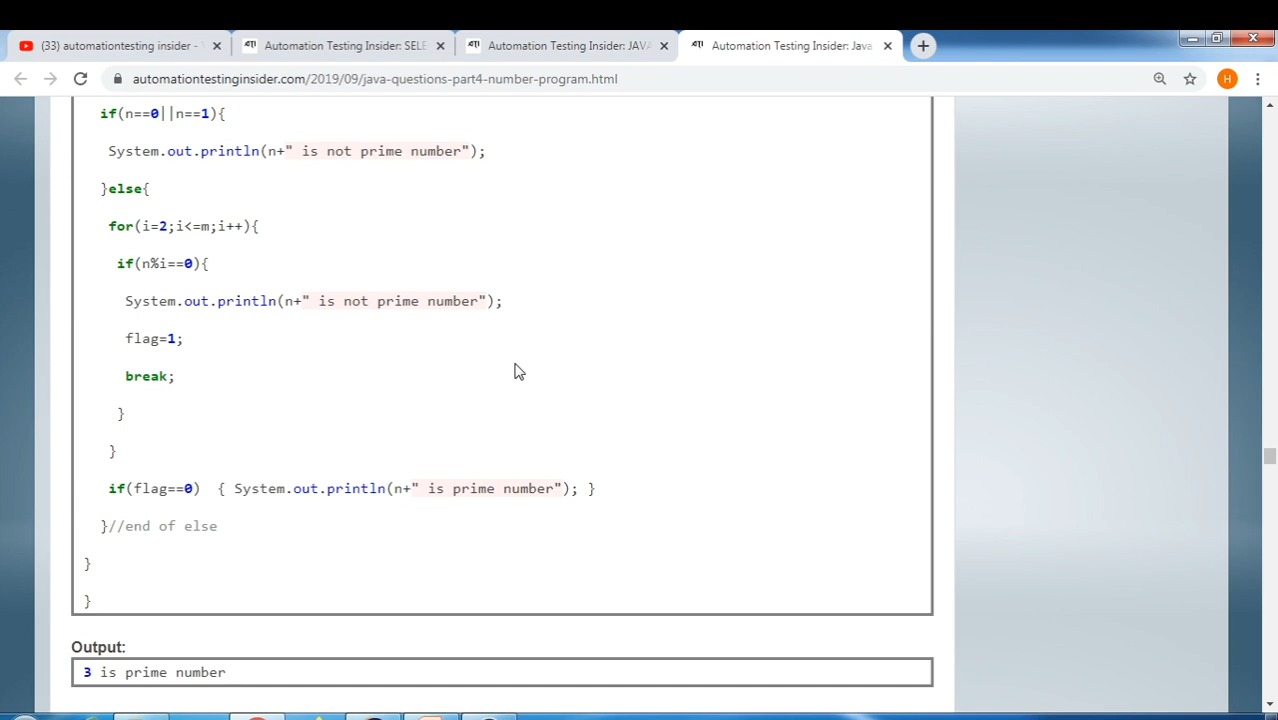 (33) automationtesting insider - Y
Automation Testing Insider: SELE
Automation Testing Insider: JAVA
Automation Testing Insider: Java
automationtestinginsider.com/2019/09/java-questions-part4-number-program.html
H
if(n==0||n==1){
System.out.println(n+" is not prime number");
}else{
for(i=2;i<=m;i++){
if(n%i==0){
System.out.println(n+" is not prime number");
flag=1;
break;
}
}
if(flag==0)  { System.out.println(n+" is prime number"); }
}//end of else
}
}
Output:
3 is prime number